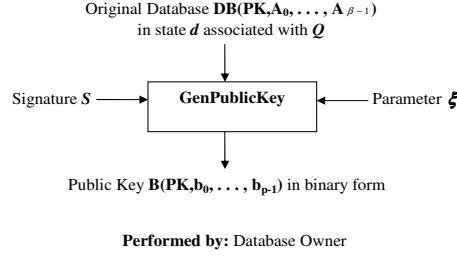 Original Database DB(PK,A₀, . . . , A β−1)
in state d associated with Q
Signature S
GenPublicKey
Parameter ξ
Public Key B(PK,b₀, . . . , bₚ₋₁) in binary form
Performed by: Database Owner